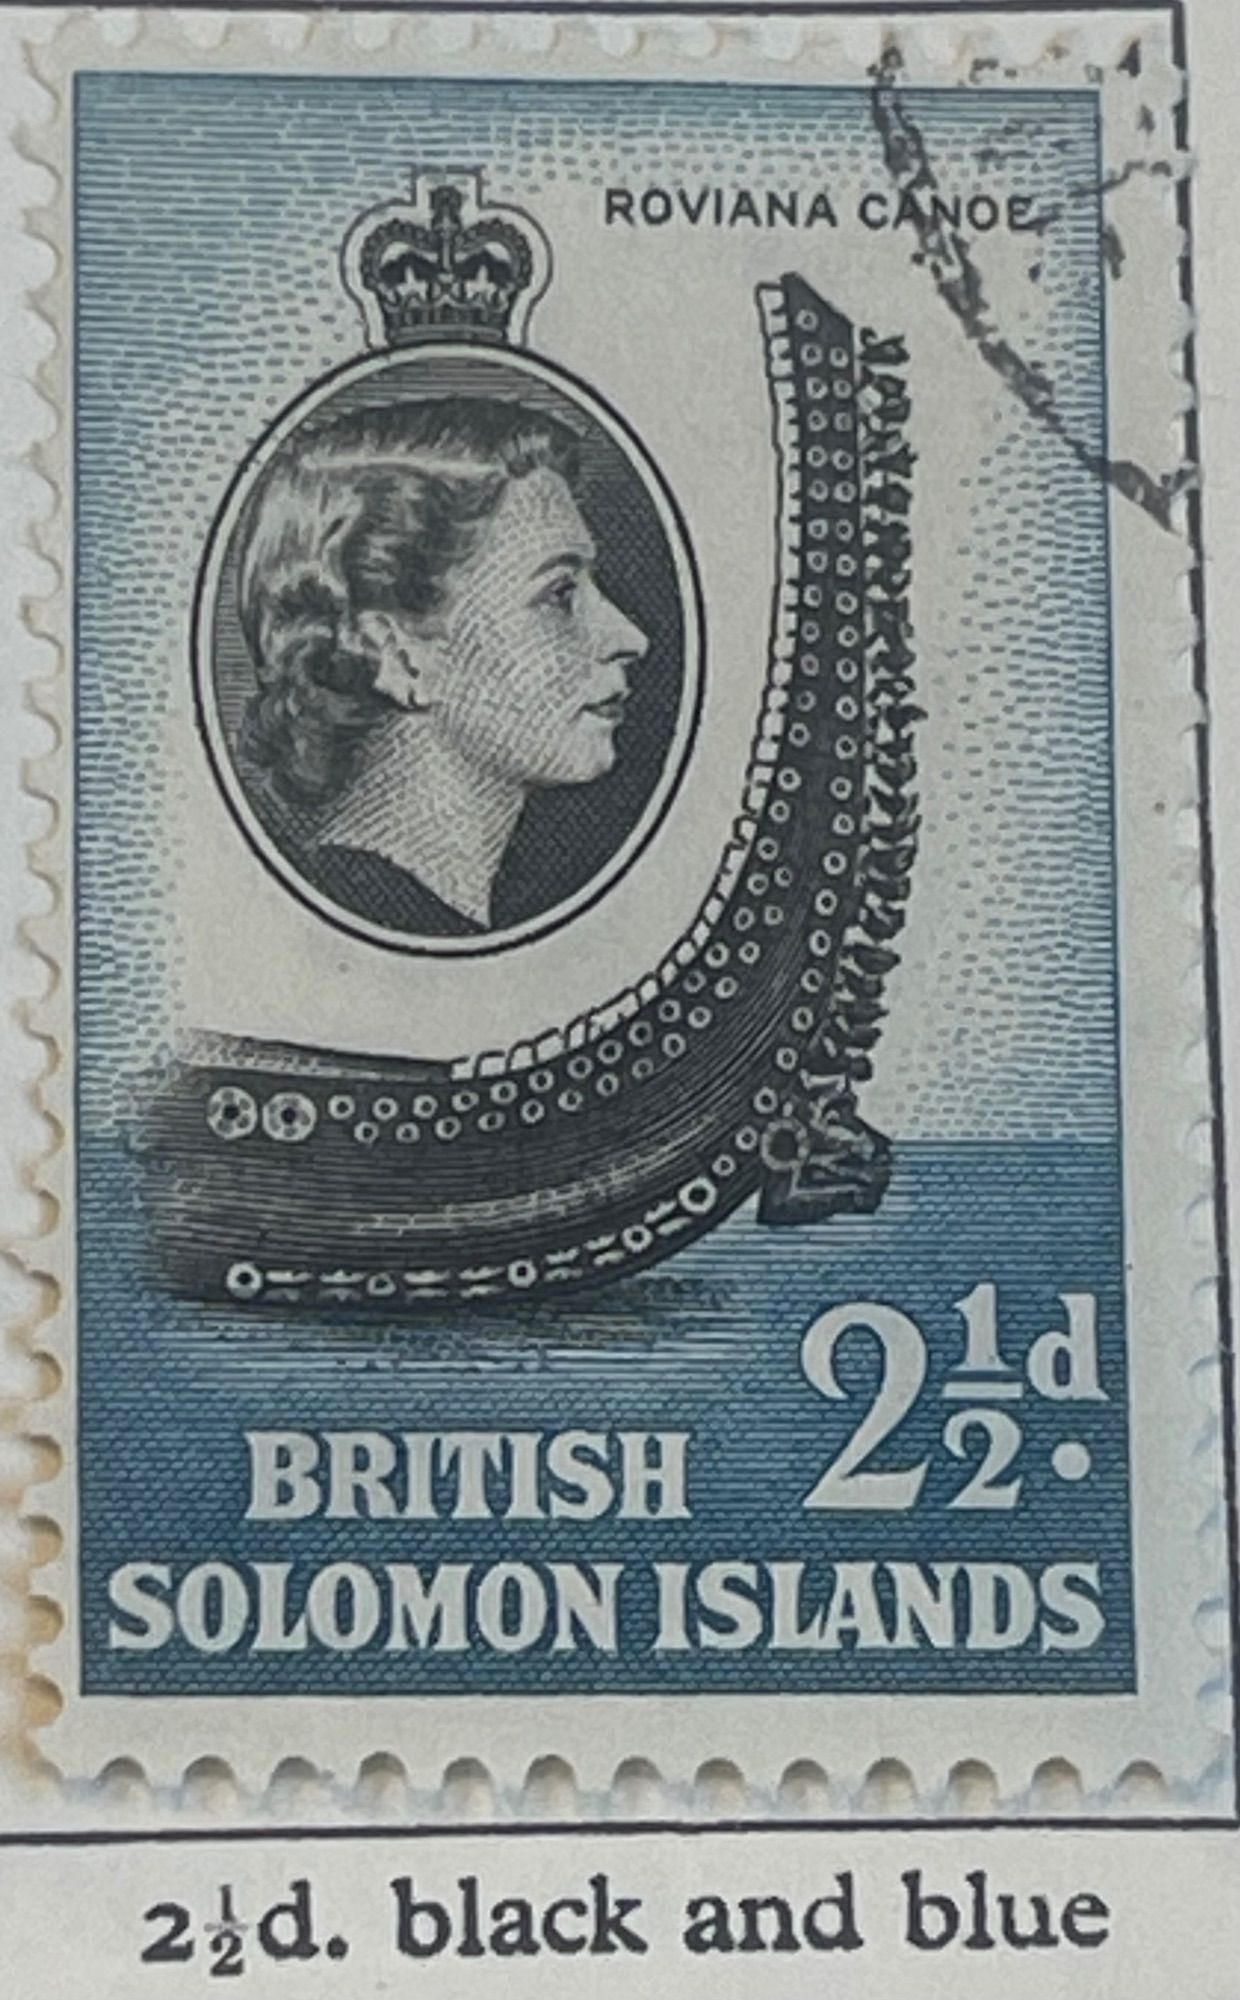 ROVIANA CANOE
2½d.
BRITISH
SOLOMON ISLANDS
2½d. black and blue